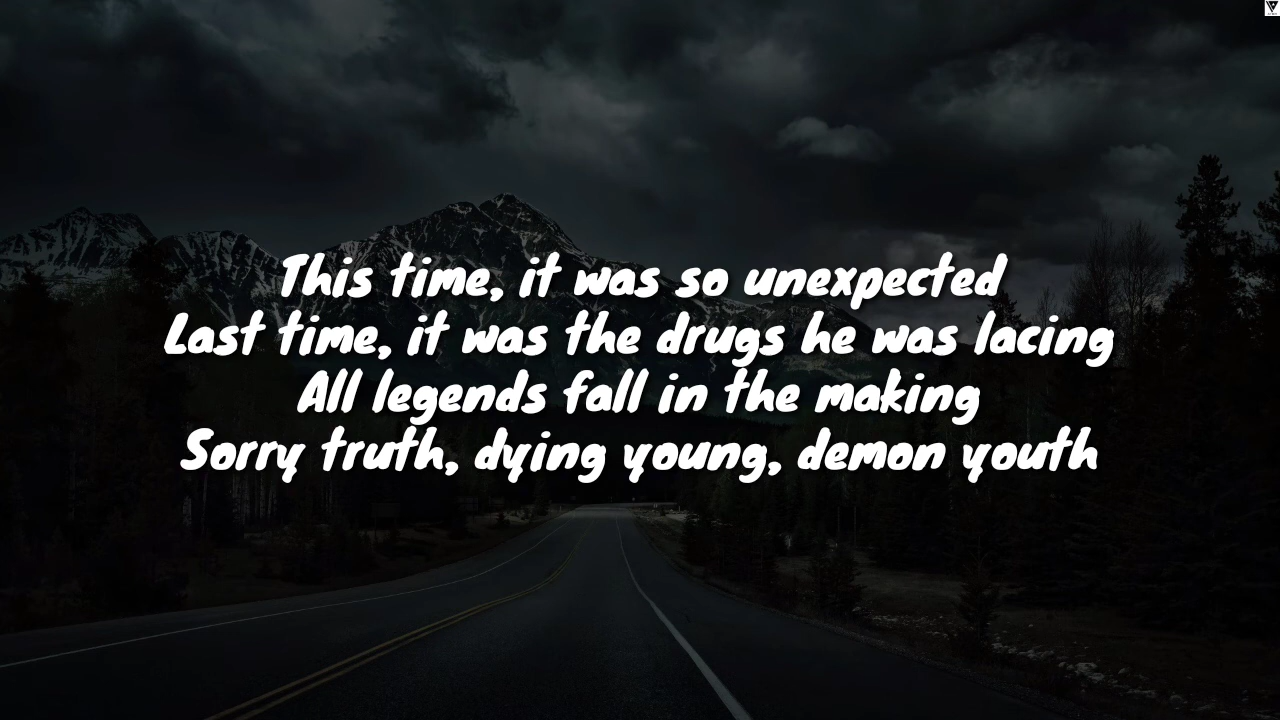 This time, it was so unexpected
Last time, it was the drugs he was lacing
All legends fall in the making
Sorry truth, dying young, demon youth